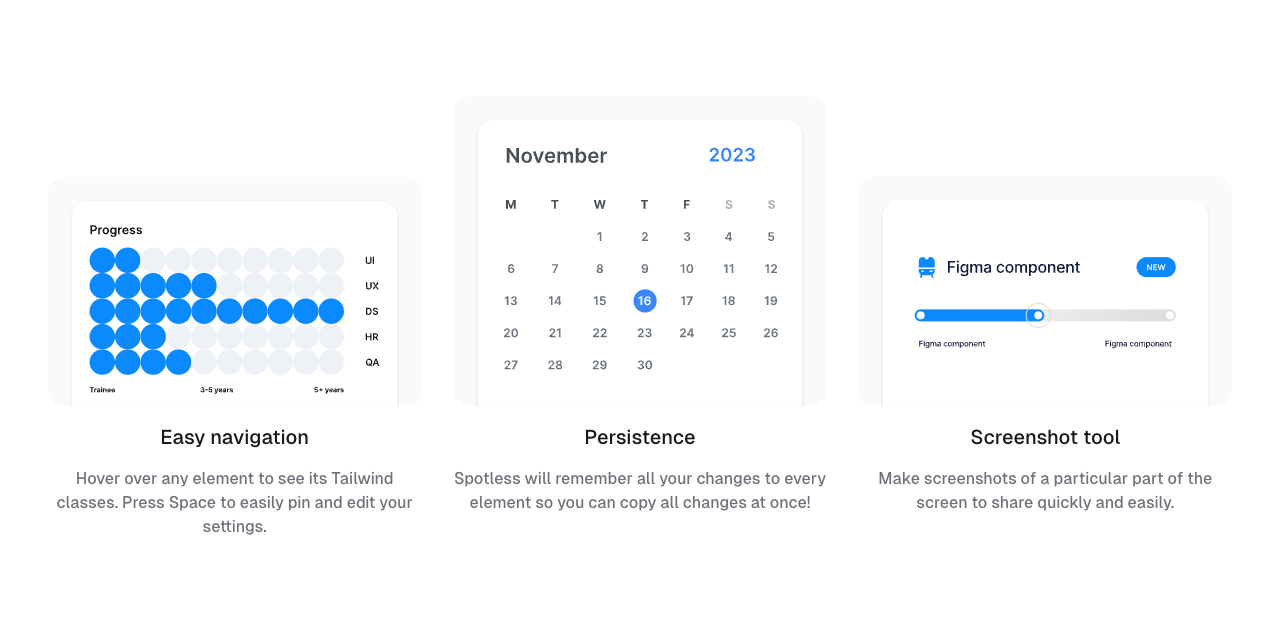 Progress
UI
UX
DS
HR
QA
Trainee 3-5 years 5+ years
Easy navigation
Hover over any element to see its Tailwind
classes. Press Space to easily pin and edit your
settings.
November 2023
M T W T F S S
1 2 3 4 5
6 7 8 9 10 11 12
13 14 15 16 17 18 19
20 21 22 23 24 25 26
27 28 29 30
Persistence
Spotless will remember all your changes to every
element so you can copy all changes at once!
Figma component NEW
Figma component Figma component
Screenshot tool
Make screenshots of a particular part of the
screen to share quickly and easily.